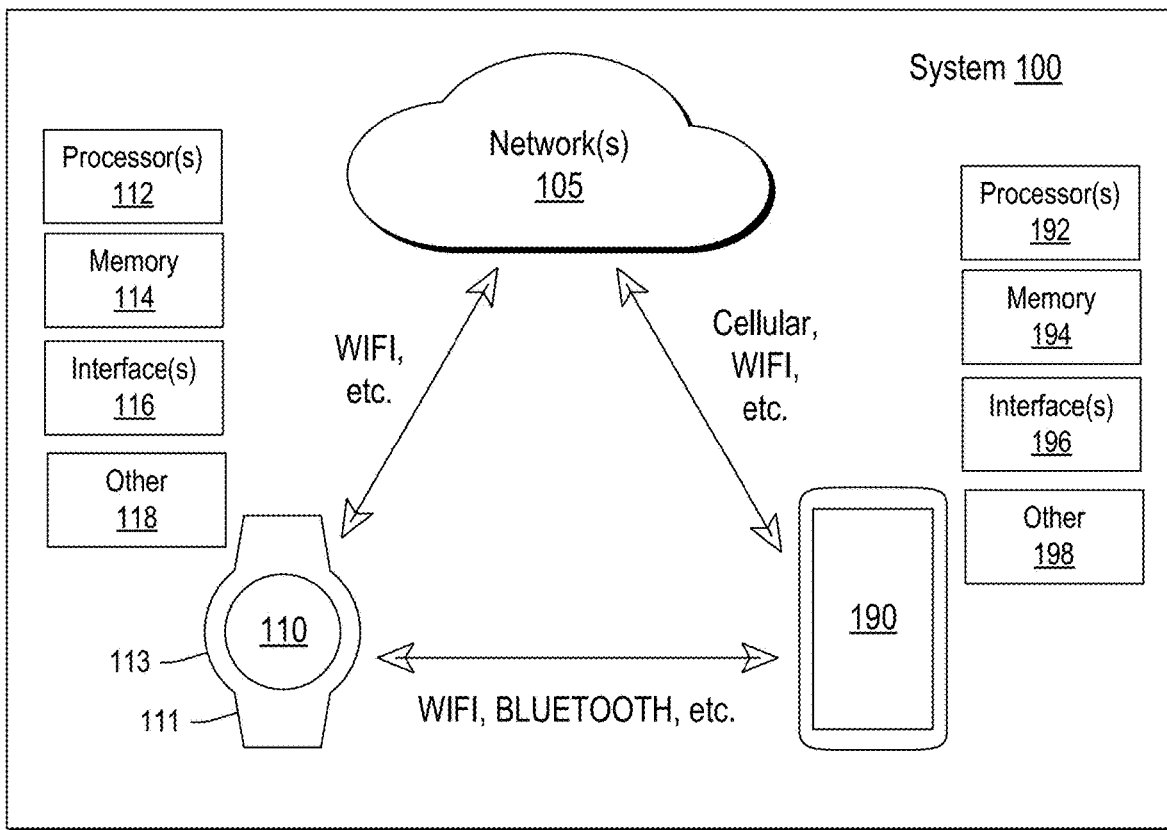 System 100
Network(s)
105
Processor(s)
112
Memory
114
Interface(s)
116
Other
118
Processor(s)
192
Memory
194
Interface(s)
196
Other
198
WIFI,
etc.
Cellular,
WIFI,
etc.
110
113
111
190
WIFI, BLUETOOTH, etc.